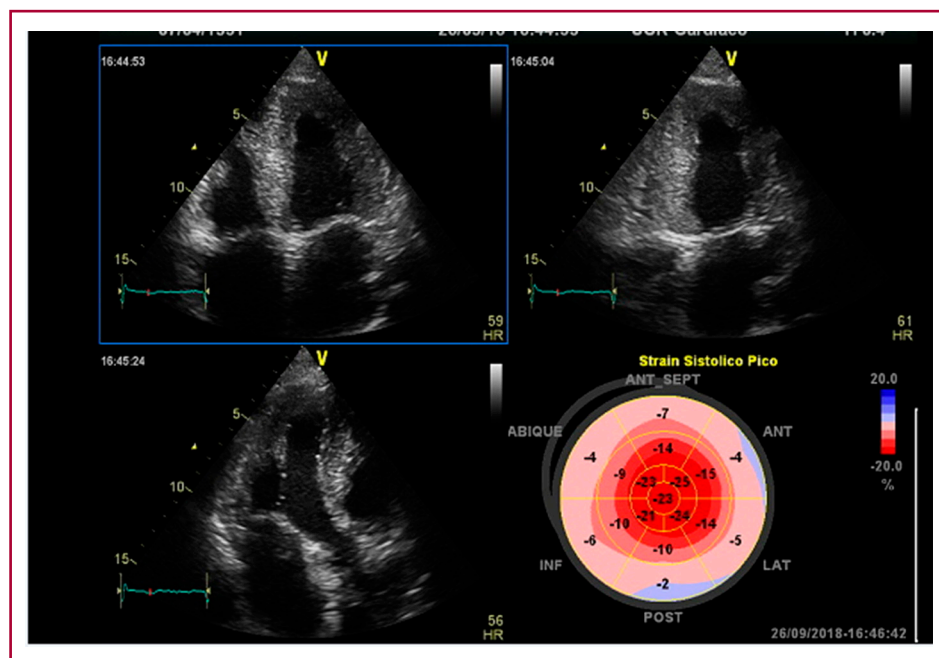 16:44:53
V
5
10
15
59
HR
16:45:04
V
5
10
15
61
HR
16:45:24
V
5
10
15
56
HR
Strain Sistolico Pico
ANT_SEPT
ABIQUE
ANT
INF
LAT
POST
-7
-4
-4
-14
-9
-15
-23
-25
-23
-21
-24
-10
-14
-6
-5
-10
-2
20.0
-20.0
%
26/09/2018-16:46:42